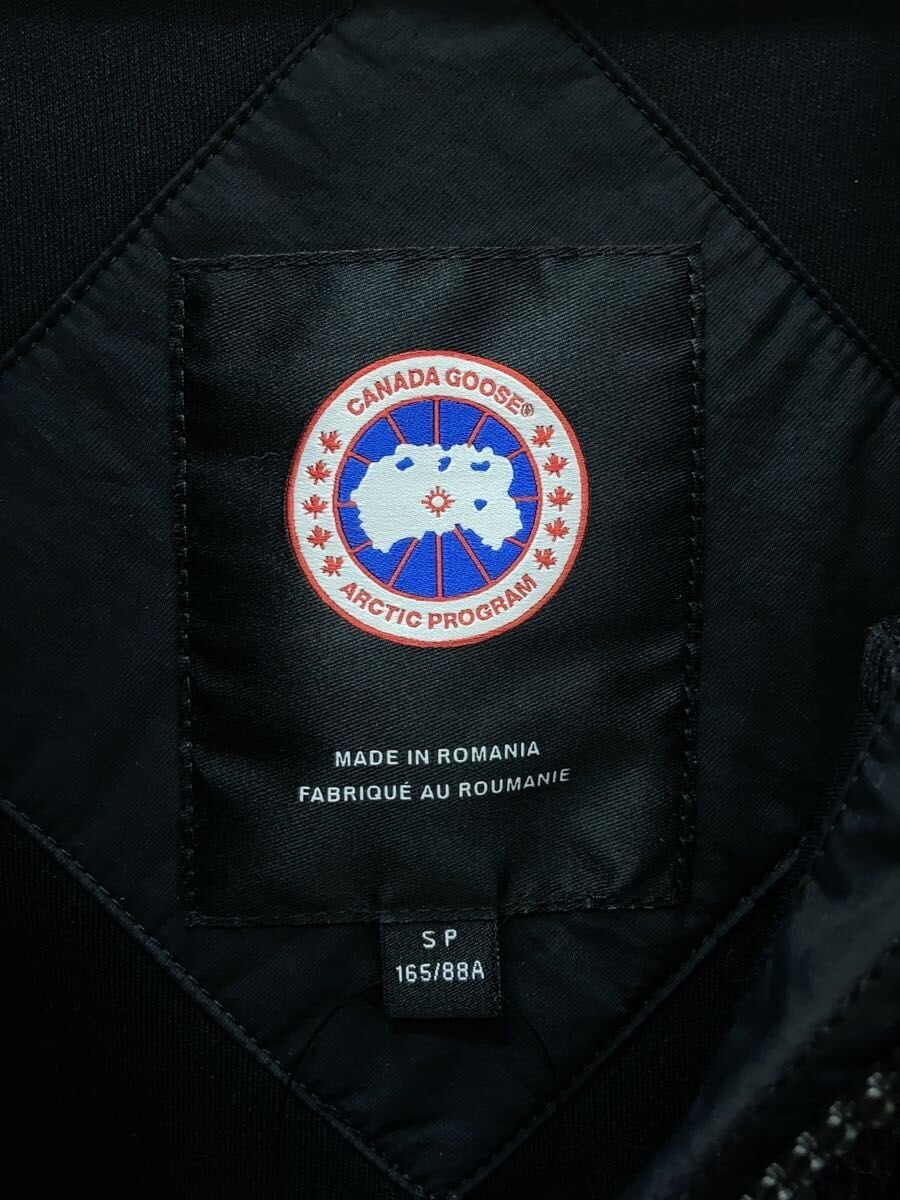 CANADA GOOSE®
ARCTIC PROGRAM
MADE IN ROMANIA
FABRIQUÉ AU ROUMANIE
S P
165/88A